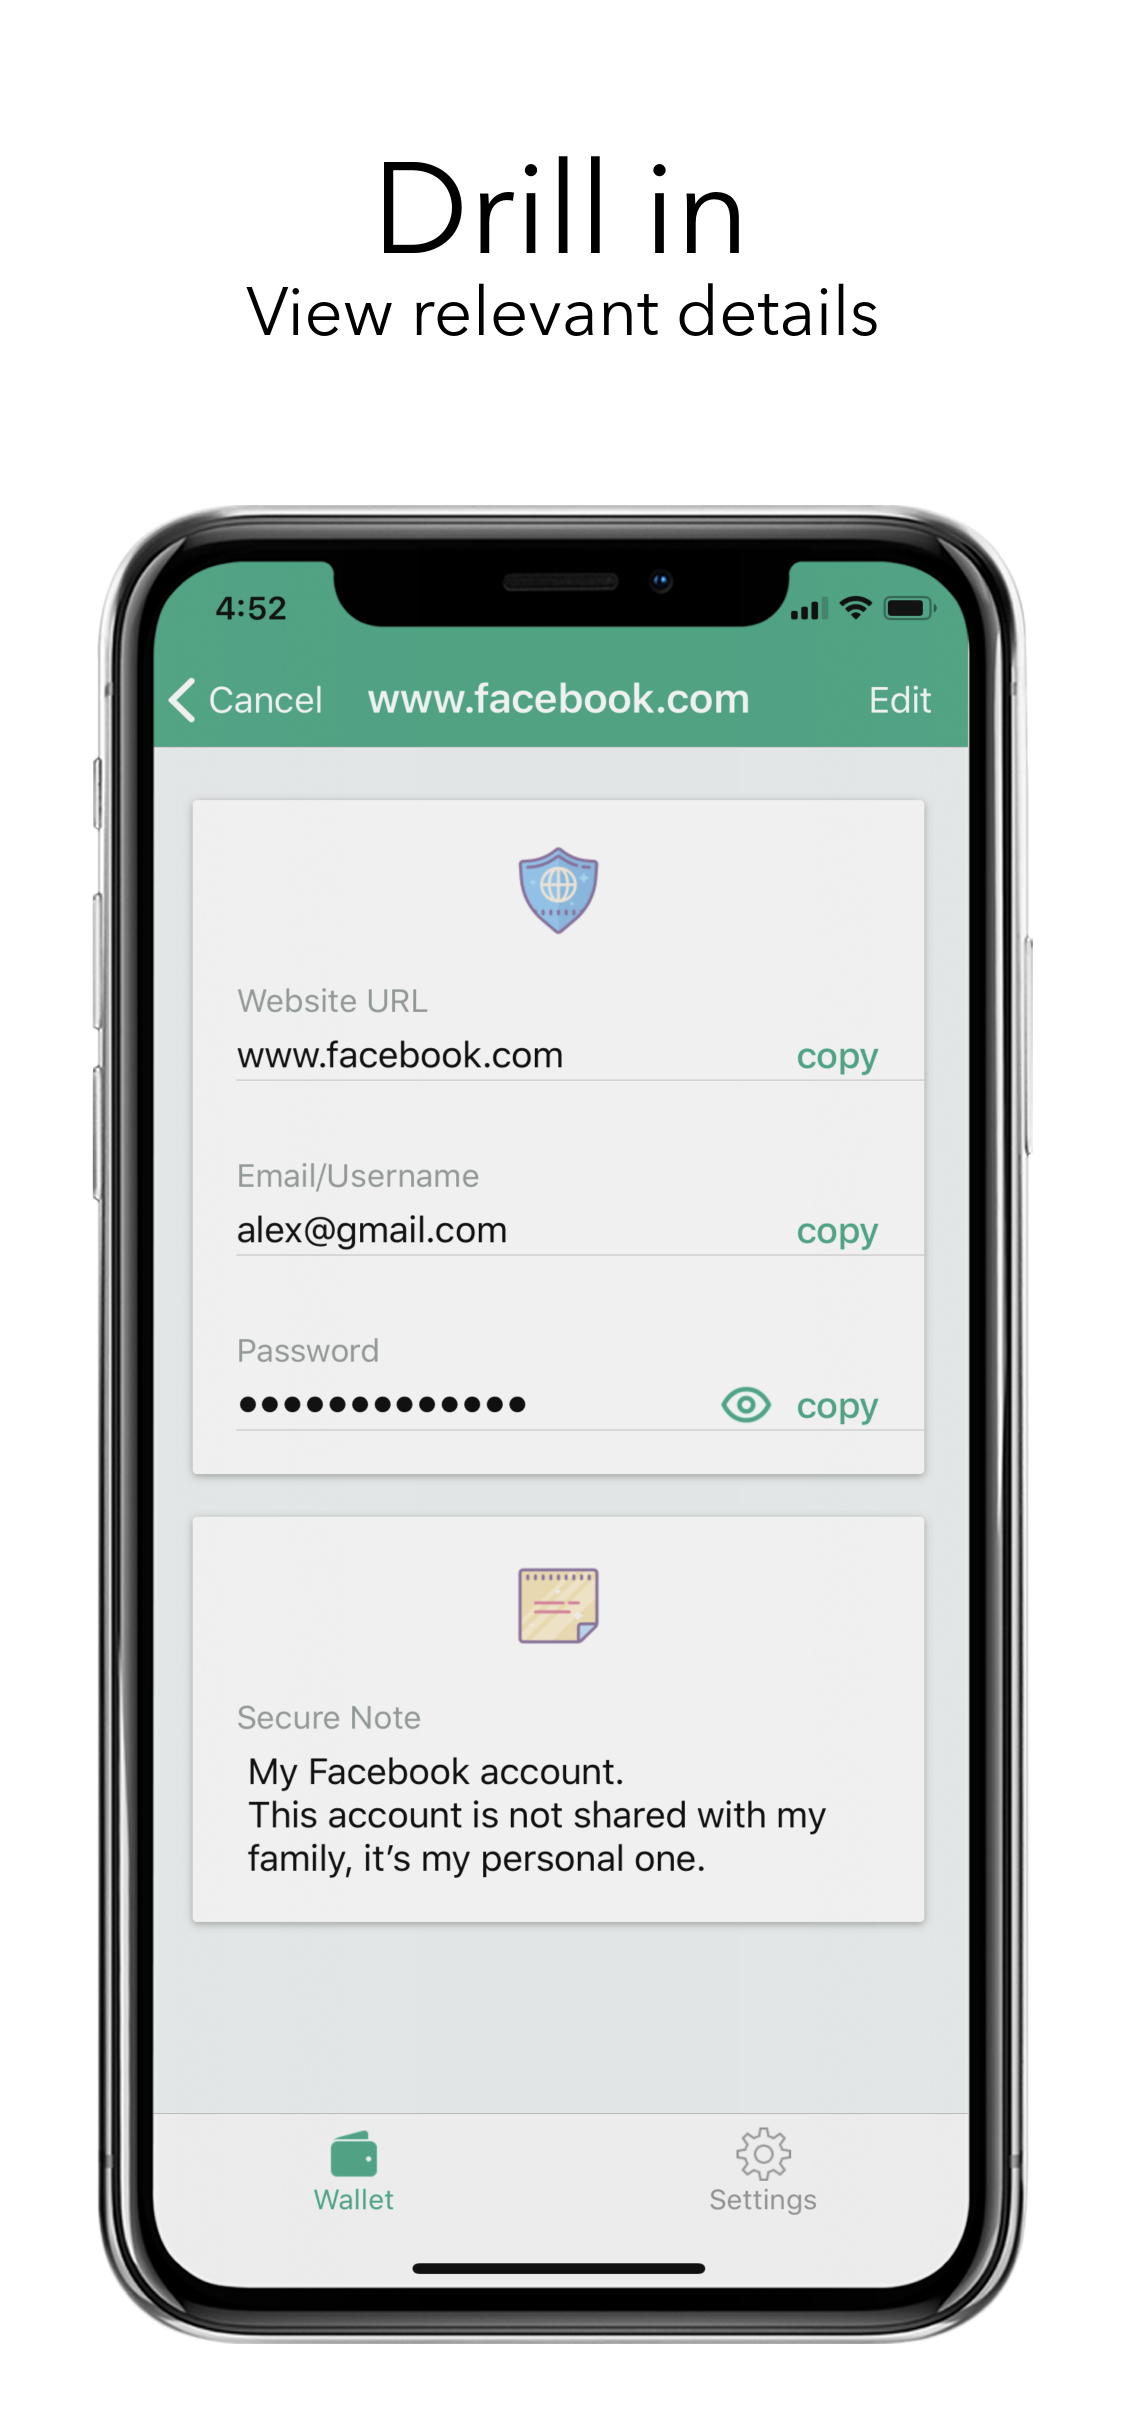 Drill in
View relevant details
4:52
Cancel www.facebook.com Edit
Website URL
www.facebook.com copy
Email/Username
alex@gmail.com copy
Password
••••••••••••• copy
Secure Note
My Facebook account.
This account is not shared with my
family, it's my personal one.
Wallet Settings